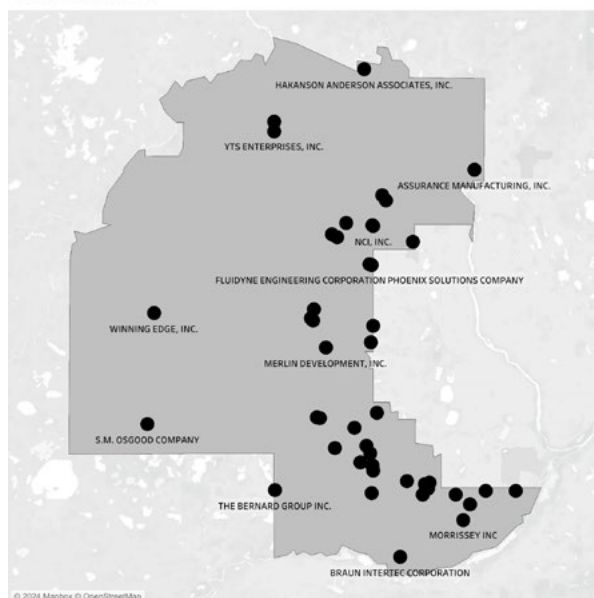 HAKANSON ANDERSON ASSOCIATES, INC.
YTS ENTERPRISES, INC.
ASSURANCE MANUFACTURING, INC.
NCI, INC.
FLUIDYNE ENGINEERING CORPORATION PHOENIX SOLUTIONS COMPANY
WINNING EDGE, INC.
MERLIN DEVELOPMENT, INC.
S.M. OSGOOD COMPANY
THE BERNARD GROUP INC.
MORRISSEY INC
BRAUN INTERTEC CORPORATION
© 2024 Mapbox © OpenStreetMap